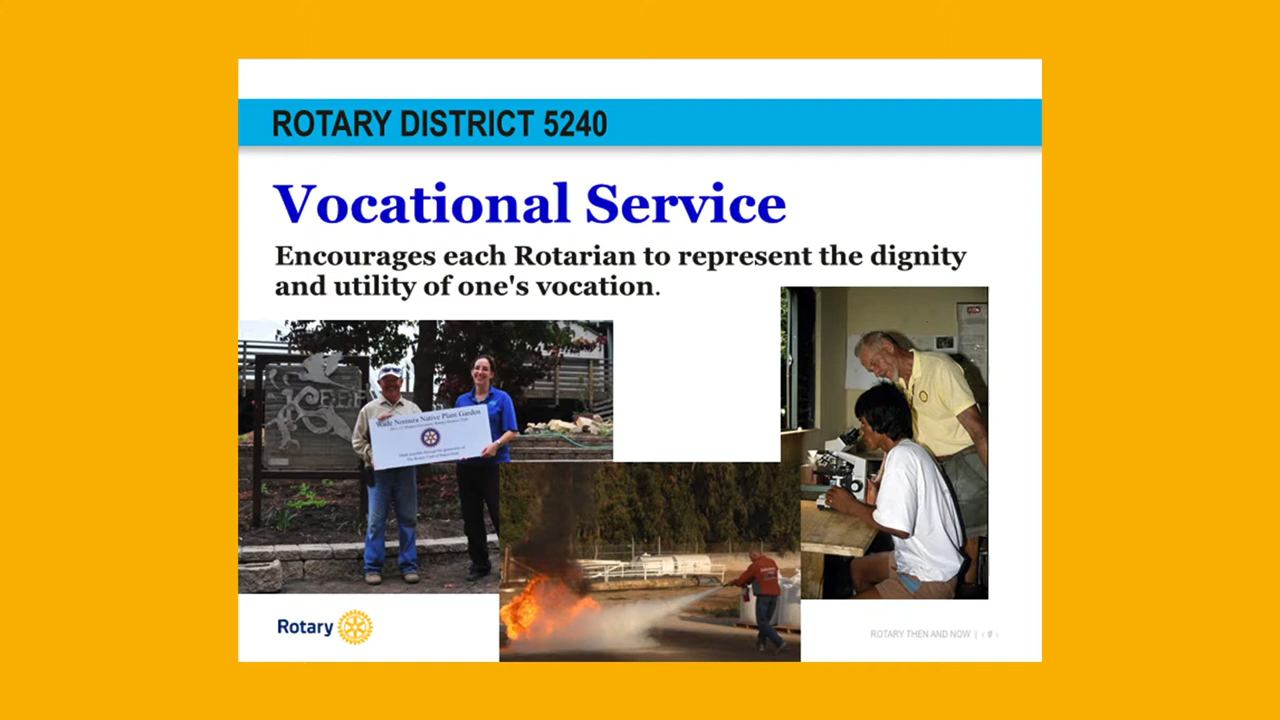 ROTARY DISTRICT 5240
Vocational Service
Encourages each Rotarian to represent the dignity
and utility of one's vocation.
Wade Nomura Native Plant Garden
Rotary
ROTARY THEN AND NOW | ‹#›